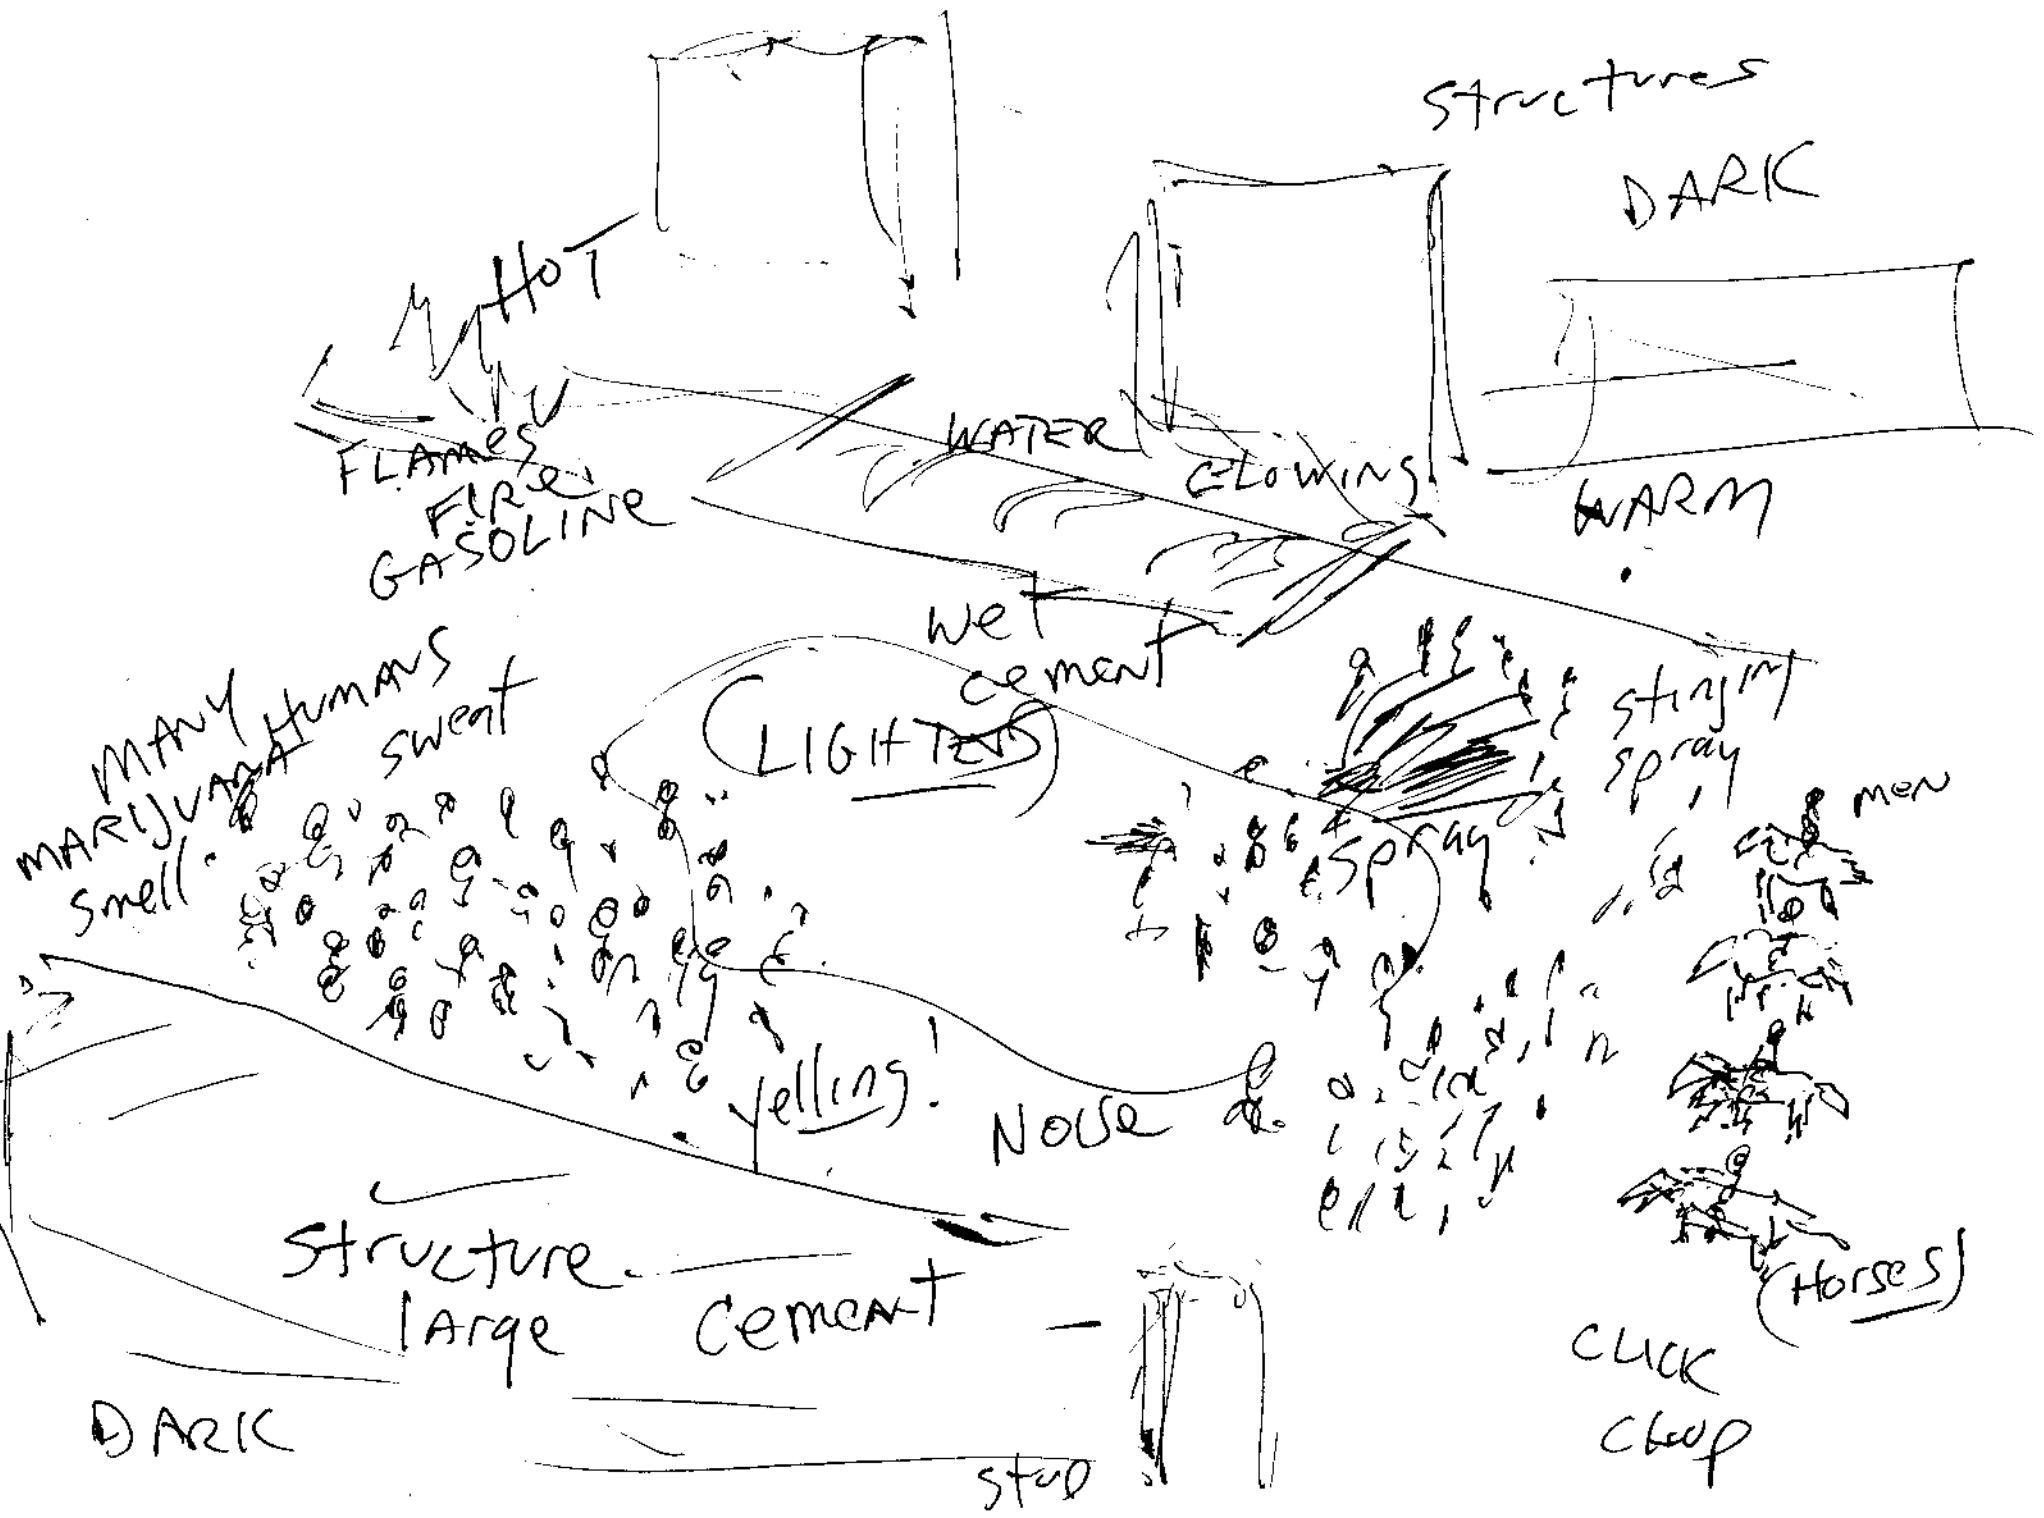 structures
DARK
HOT
WATER
GLOWING
WARM
FLAMES
FIRE
GASOLINE
wet
cement
MANY
HUMANS
MARIJUANA
smell
sweat
(LIGHTERS)
stinging
spray
men
spray
yelling!
NOISE
structure
large
cement
(HORSES)
CLICK
CLOP
DARK